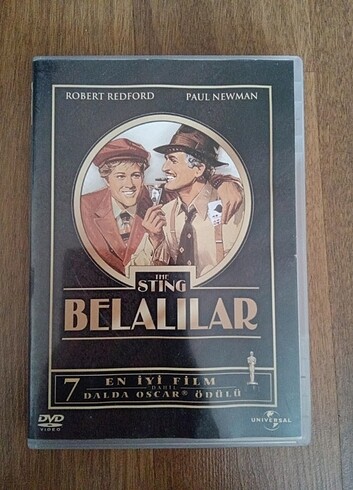 ROBERT REDFORD PAUL NEWMAN
THE
STING
BELALILAR
7 EN İYİ FİLM
DAHİL
DALDA OSCAR® ÖDÜLÜ
DVD
VIDEO
UNIVERSAL